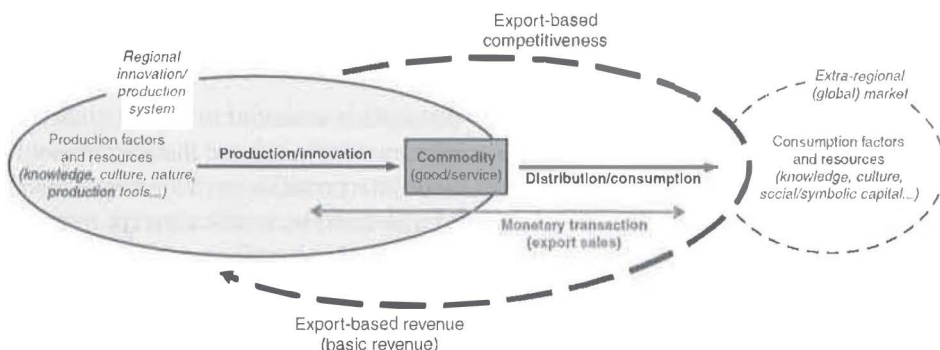 Export-based
competitiveness
Regional
innovation/
production
system
Extra-regional
(global) market
Production factors
and resources
(knowledge, culture, nature,
production tools...)
Production/innovation
Commodity
(good/service)
Distribution/consumption
Consumption factors
and resources
(knowledge, culture,
social/symbolic capital...)
Monetary transaction
(export sales)
Export-based revenue
(basic revenue)